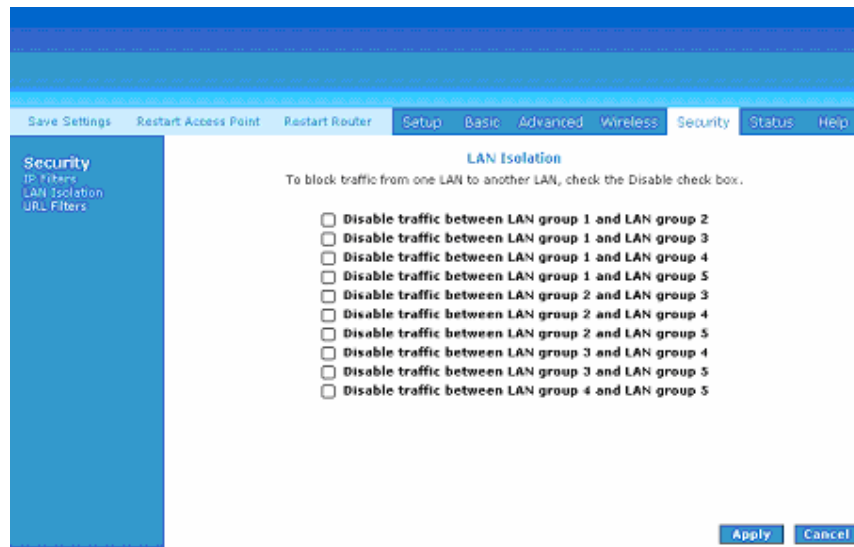 Save Settings Restart Access Point Restart Router Setup Basic Advanced Wireless Security Status Help
Security
IP Filters
LAN Isolation
URL Filters
LAN Isolation
To block traffic from one LAN to another LAN, check the Disable check box.
Disable traffic between LAN group 1 and LAN group 2
Disable traffic between LAN group 1 and LAN group 3
Disable traffic between LAN group 1 and LAN group 4
Disable traffic between LAN group 1 and LAN group 5
Disable traffic between LAN group 2 and LAN group 3
Disable traffic between LAN group 2 and LAN group 4
Disable traffic between LAN group 2 and LAN group 5
Disable traffic between LAN group 3 and LAN group 4
Disable traffic between LAN group 3 and LAN group 5
Disable traffic between LAN group 4 and LAN group 5
Apply Cancel